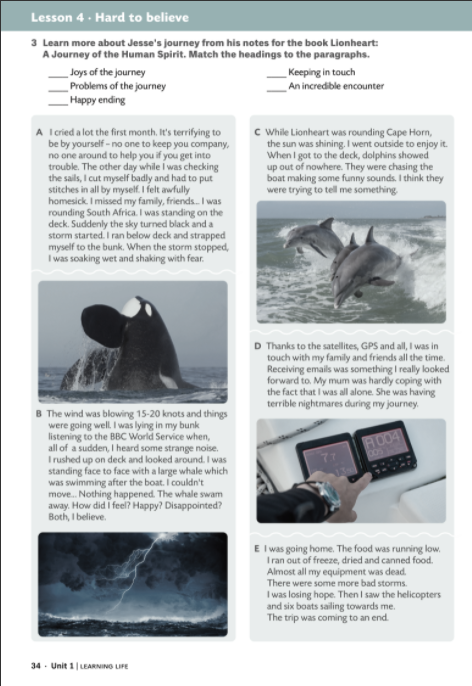 Lesson 4 · Hard to believe
3 Learn more about Jesse's journey from his notes for the book Lionheart:
A Journey of the Human Spirit. Match the headings to the paragraphs.
____ Joys of the journey
____ Problems of the journey
____ Happy ending
____ Keeping in touch
____ An incredible encounter
A I cried a lot the first month. It's terrifying to
be by yourself - no one to keep you company,
no one around to help you if you get into
trouble. The other day while I was checking
the sails, I cut myself badly and had to put
stitches in all by myself. I felt awfully
homesick. I missed my family, friends... I was
rounding South Africa. I was standing on the
deck. Suddenly the sky turned black and a
storm started. I ran below deck and strapped
myself to the bunk. When the storm stopped,
I was soaking wet and shaking with fear.
B The wind was blowing 15-20 knots and things
were going well. I was lying in my bunk
listening to the BBC World Service when,
all of a sudden, I heard some strange noise.
I rushed up on deck and looked around. I was
standing face to face with a large whale which
was swimming after the boat. I couldn't
move... Nothing happened. The whale swam
away. How did I feel? Happy? Disappointed?
Both, I believe.
C While Lionheart was rounding Cape Horn,
the sun was shining. I went outside to enjoy it.
When I got to the deck, dolphins showed
up out of nowhere. They were chasing the
boat making some funny sounds. I think they
were trying to tell me something.
D Thanks to the satellites, GPS and all, I was in
touch with my family and friends all the time.
Receiving emails was something I really looked
forward to. My mum was hardly coping with
the fact that I was all alone. She was having
terrible nightmares during my journey.
E I was going home. The food was running low.
I ran out of freeze, dried and canned food.
Almost all my equipment was dead.
There were some more bad storms.
I was losing hope. Then I saw the helicopters
and six boats sailing towards me.
The trip was coming to an end.
34 · Unit 1 | LEARNING LIFE